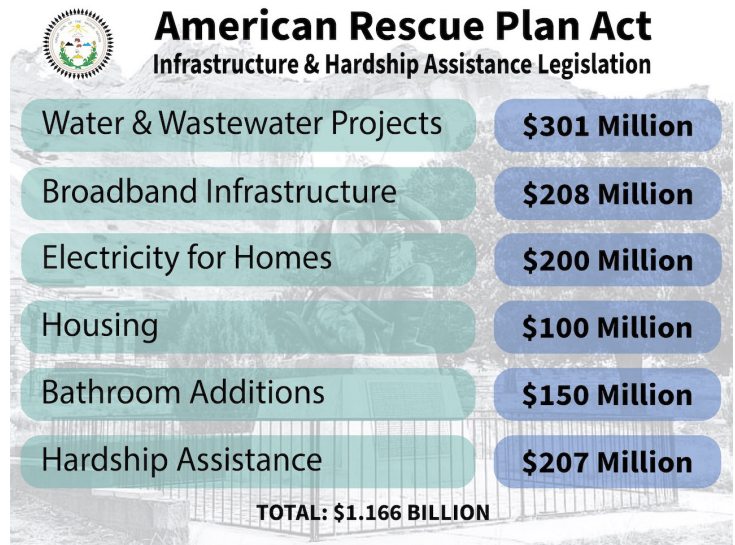 American Rescue Plan Act
Infrastructure & Hardship Assistance Legislation
Water & Wastewater Projects $301 Million
Broadband Infrastructure $208 Million
Electricity for Homes $200 Million
Housing $100 Million
Bathroom Additions $150 Million
Hardship Assistance $207 Million
TOTAL: $1.166 BILLION